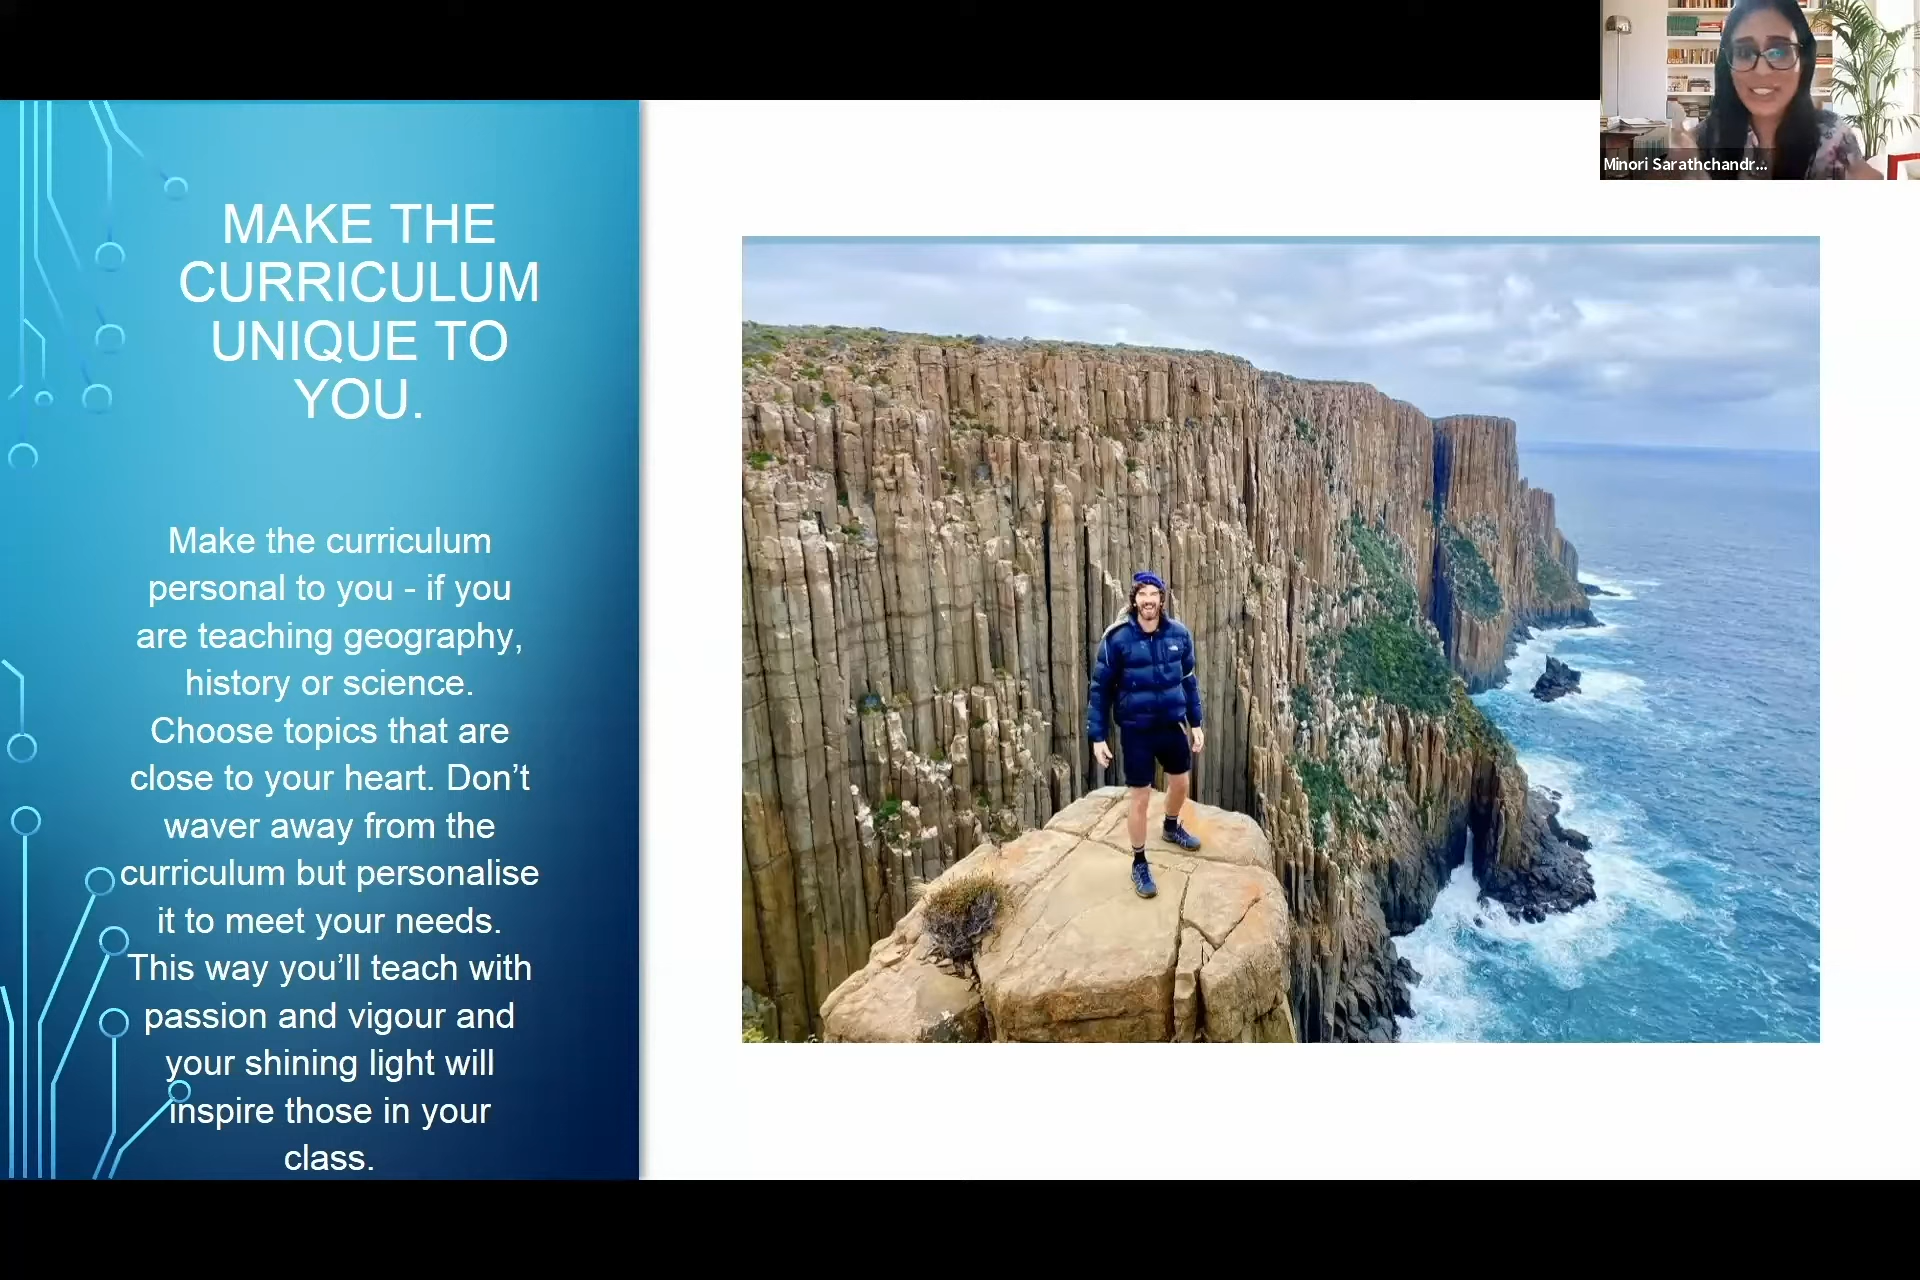 MAKE THE
CURRICULUM
UNIQUE TO
YOU.
Make the curriculum
personal to you - if you
are teaching geography,
history or science.
Choose topics that are
close to your heart. Don’t
waver away from the
curriculum but personalise
it to meet your needs.
This way you’ll teach with
passion and vigour and
your shining light will
inspire those in your
class.
Minori Sarathchandr...